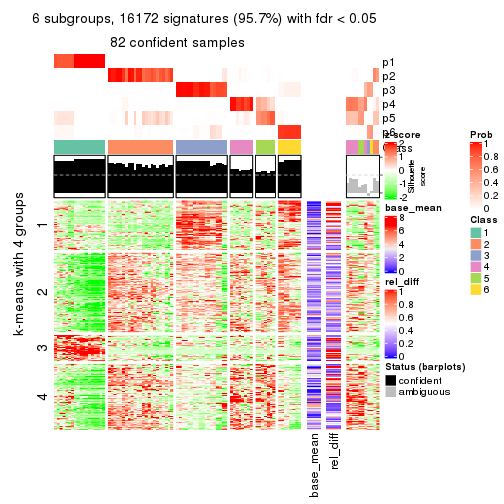 6 subgroups, 16172 signatures (95.7%) with fdr < 0.05
82 confident samples
p1
p2
p3
p4
p5
p6
z-score
2
-2
Class
Silhouette
score
base_mean
8
6
4
2
0
rel_diff
1
0.8
0.6
0.4
0.2
0
Status (barplots)
confident
ambiguous
Prob
1
0.8
0.6
0.4
0.2
0
Class
1
2
3
4
5
6
k-means with 4 groups
1
2
3
4
base_mean
rel_diff